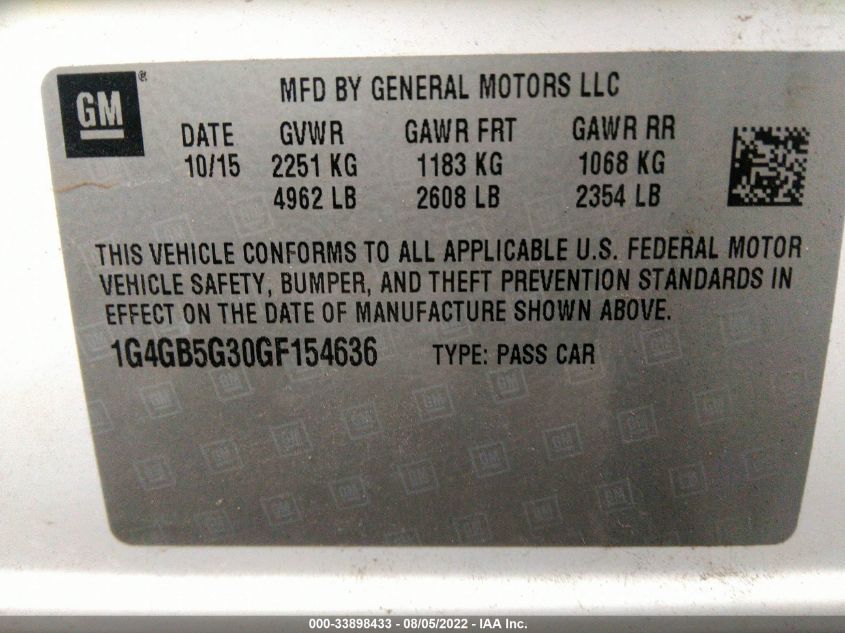 GM ®
MFD BY GENERAL MOTORS LLC
DATE GVWR GAWR FRT GAWR RR
10/15 2251 KG 1183 KG 1068 KG
4962 LB 2608 LB 2354 LB
THIS VEHICLE CONFORMS TO ALL APPLICABLE U.S. FEDERAL MOTOR
VEHICLE SAFETY, BUMPER, AND THEFT PREVENTION STANDARDS IN
EFFECT ON THE DATE OF MANUFACTURE SHOWN ABOVE.
1G4GB5G30GF154636 TYPE: PASS CAR
000-33898433 - 08/05/2022 - IAA Inc.